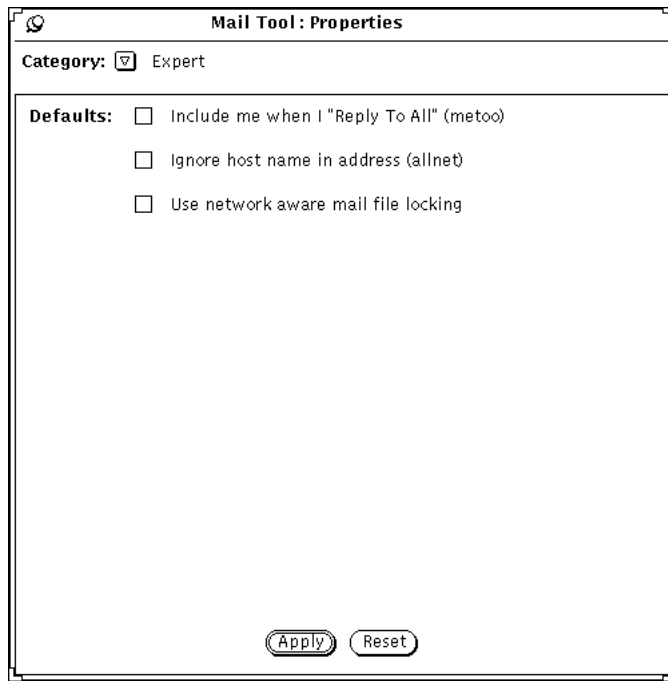 Mail Tool: Properties
Category: Expert
Defaults: Include me when I "Reply To All" (metoo)
Ignore host name in address (allnet)
Use network aware mail file locking
Apply Reset